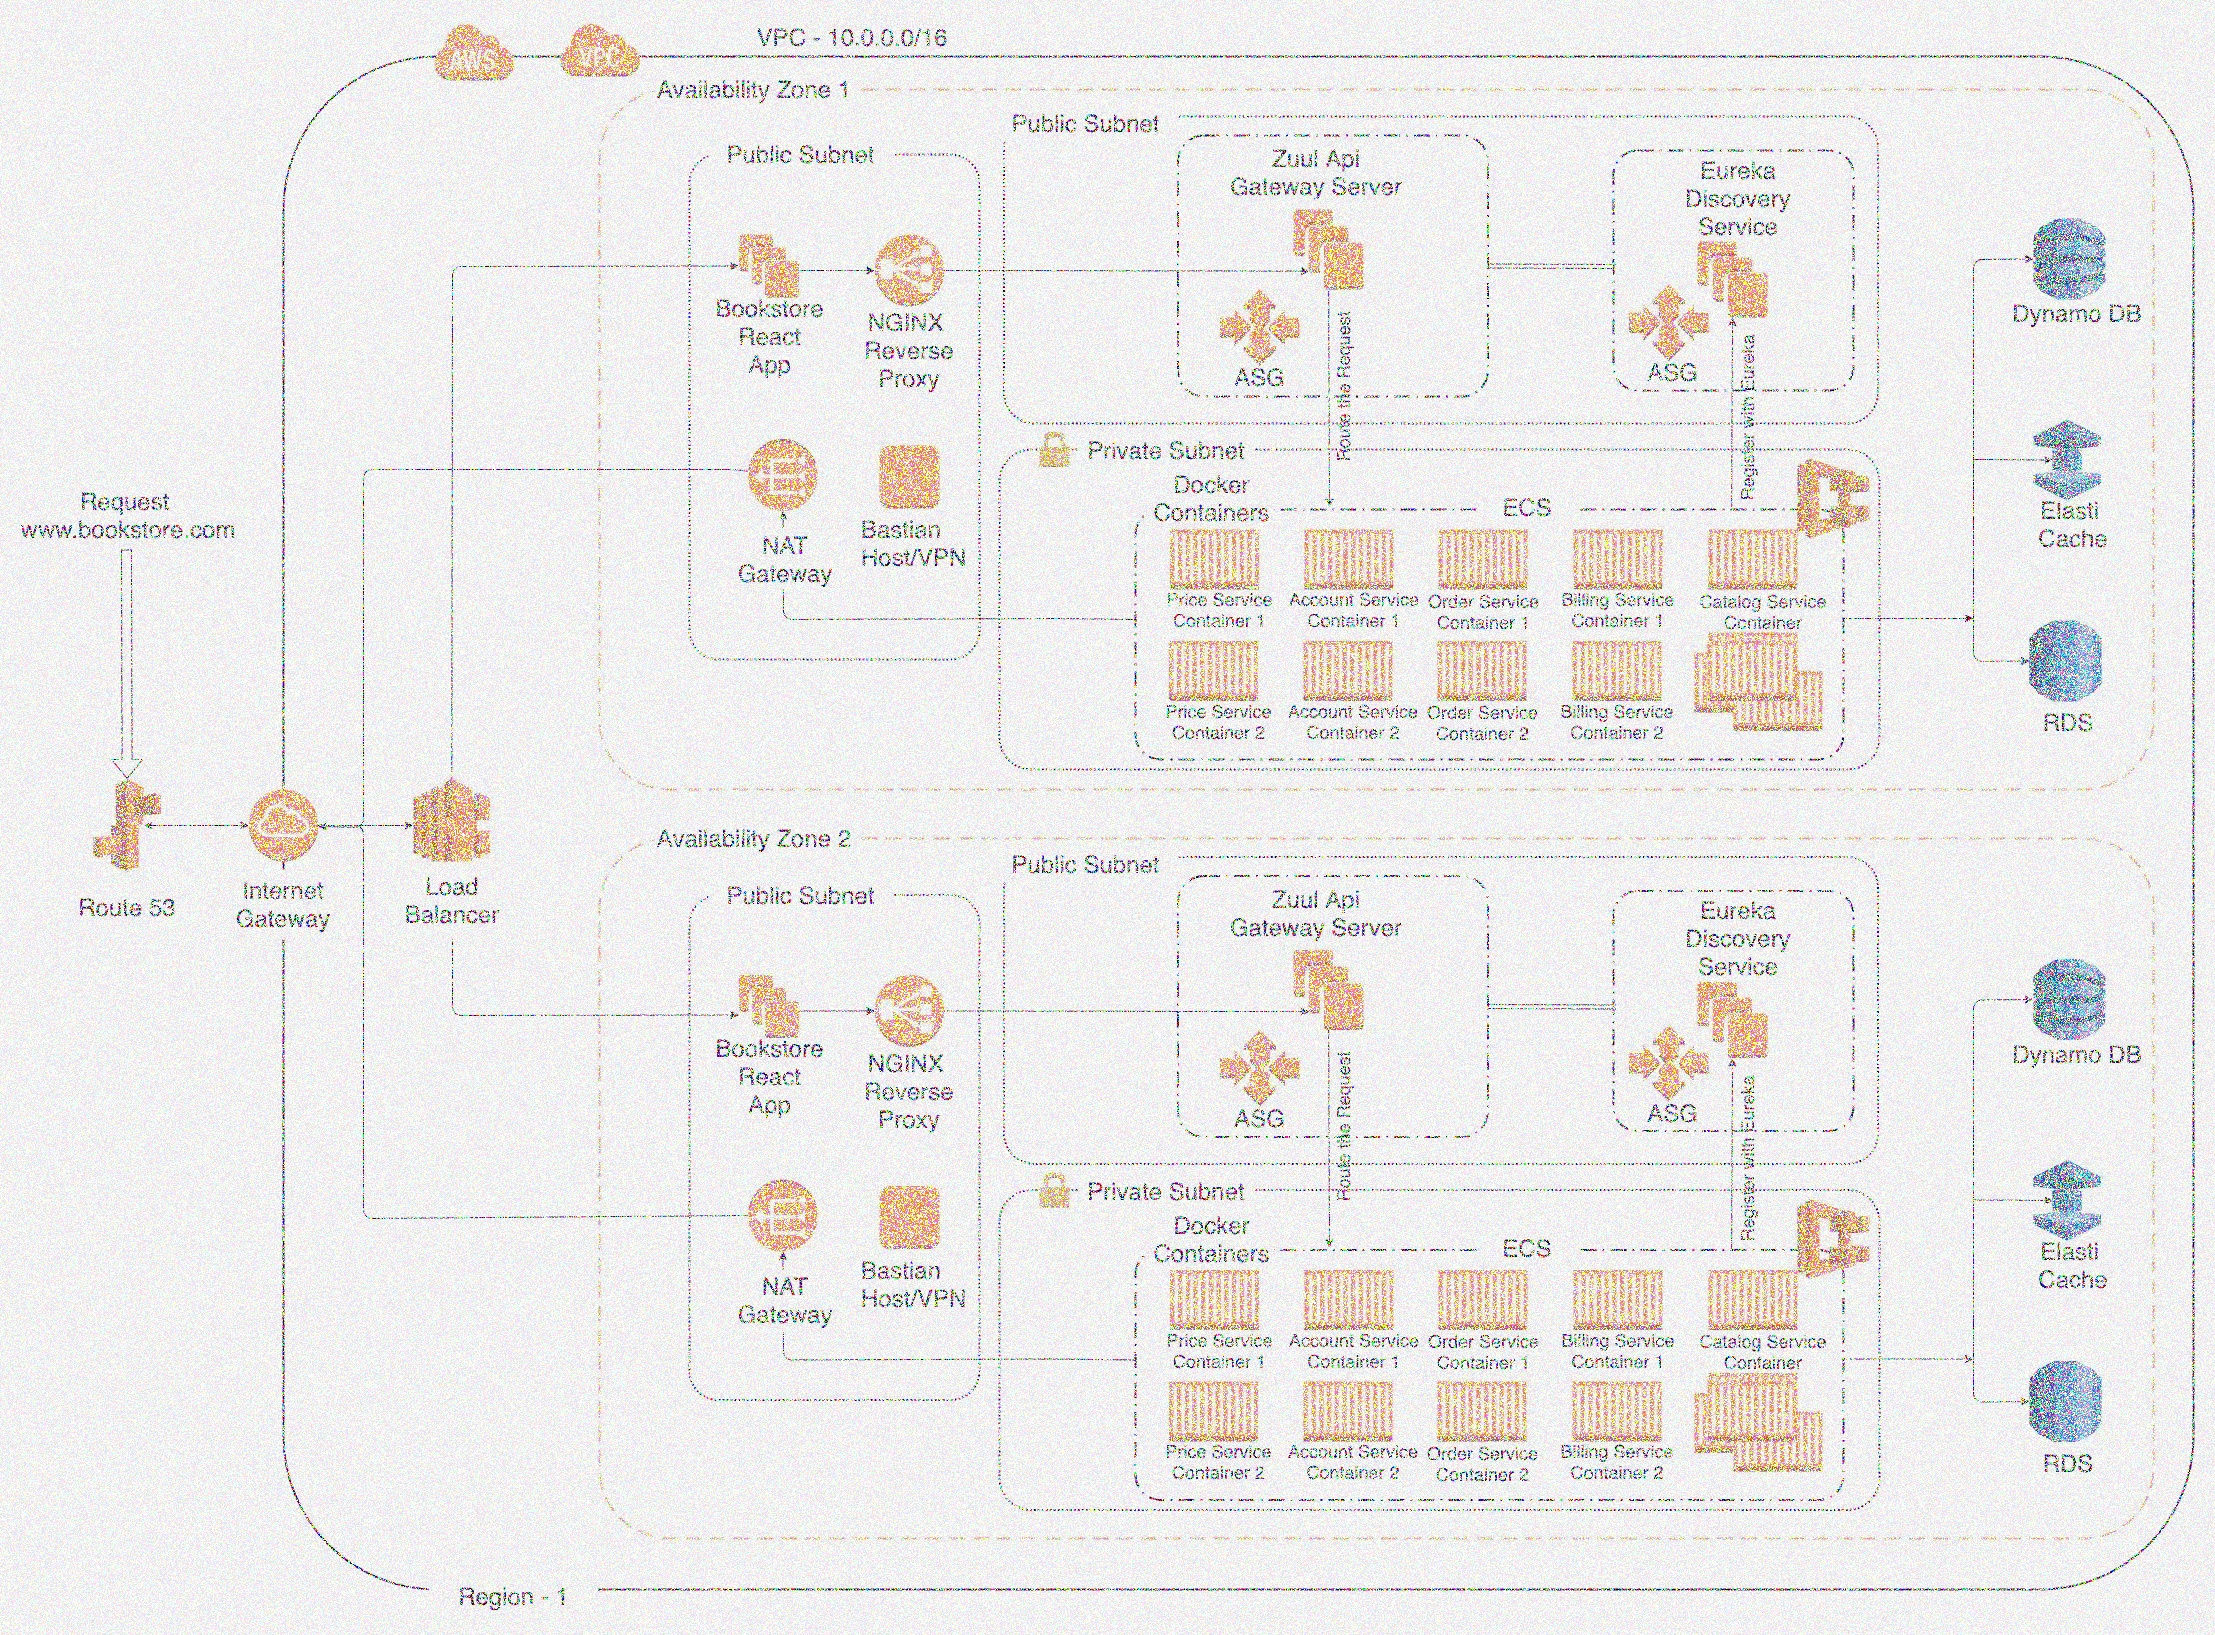 AWS
VPC
VPC - 10.0.0.0/16
Availability Zone 1
Public Subnet
Public Subnet
Zuul Api
Gateway Server
Eureka
Discovery
Service
Bookstore
React
App
NGINX
Reverse
Proxy
ASG
ASG
Route the Request
Register with Eureka
Dynamo DB
Private Subnet
Docker
Containers
ECS
NAT
Gateway
Bastian
Host/VPN
Elasti
Cache
Price Service
Container 1
Account Service
Container 1
Order Service
Container 1
Billing Service
Container 1
Catalog Service
Container
Price Service
Container 2
Account Service
Container 2
Order Service
Container 2
Billing Service
Container 2
RDS
Request
www.bookstore.com
Route 53
Internet
Gateway
Load
Balancer
Availability Zone 2
Public Subnet
Public Subnet
Zuul Api
Gateway Server
Eureka
Discovery
Service
Bookstore
React
App
NGINX
Reverse
Proxy
ASG
ASG
Route the Request
Register with Eureka
Dynamo DB
Private Subnet
Docker
Containers
ECS
NAT
Gateway
Bastian
Host/VPN
Elasti
Cache
Price Service
Container 1
Account Service
Container 1
Order Service
Container 1
Billing Service
Container 1
Catalog Service
Container
Price Service
Container 2
Account Service
Container 2
Order Service
Container 2
Billing Service
Container 2
RDS
Region - 1